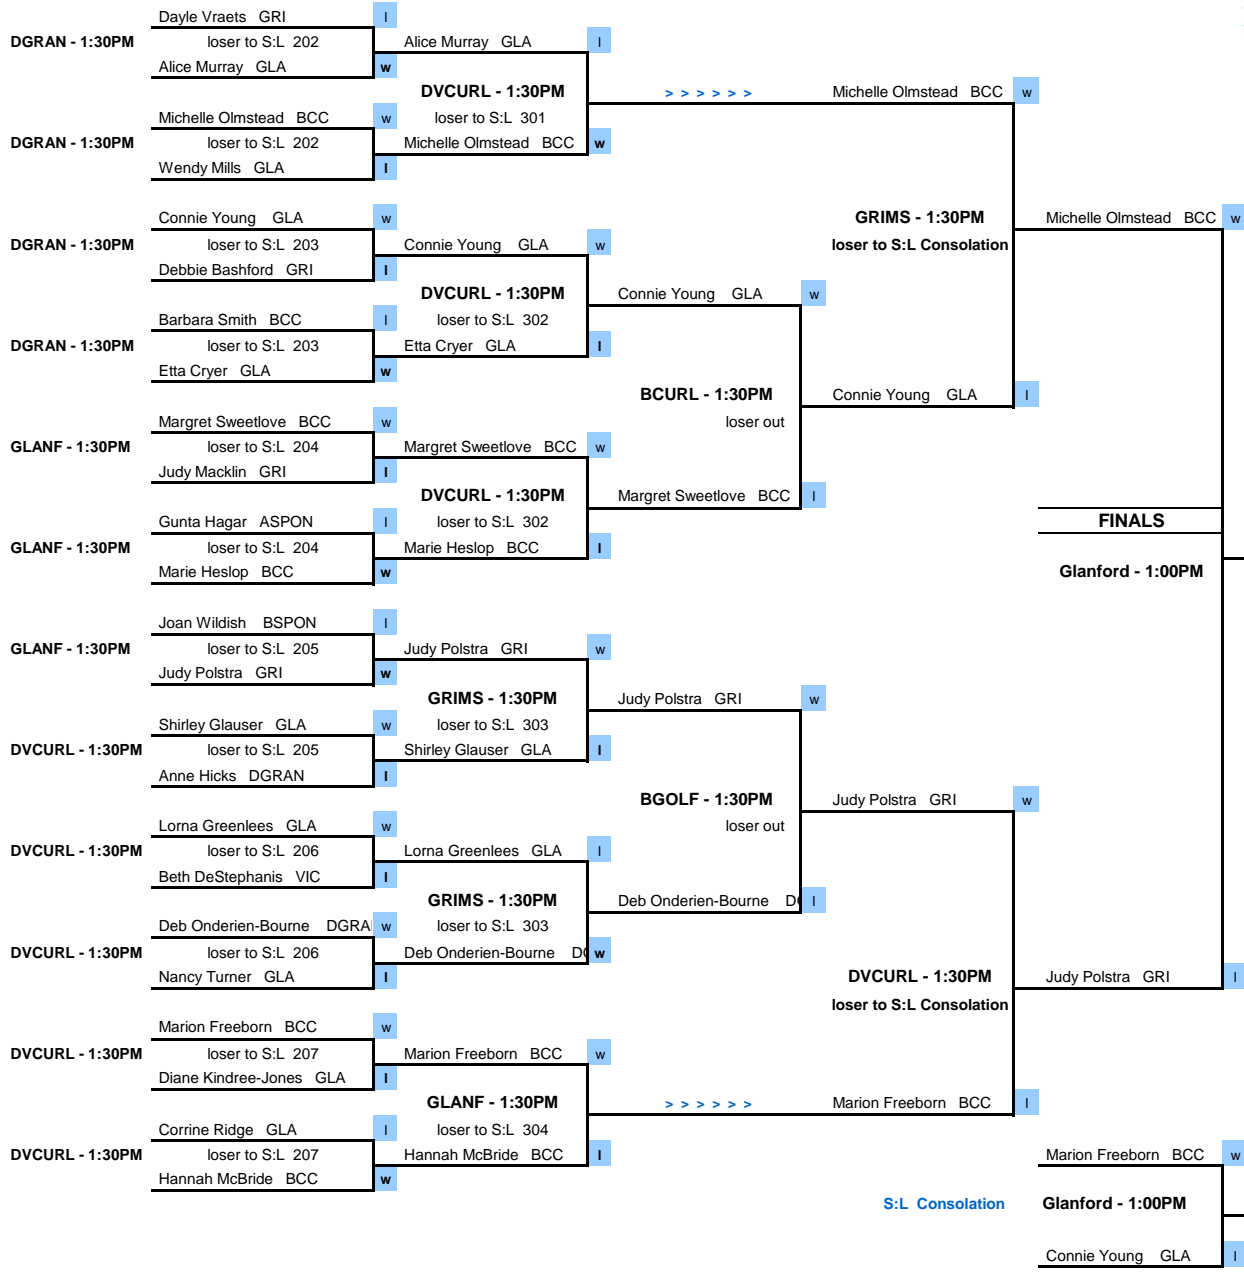 Dayle Vraets GRI l
DGRAN - 1:30PM loser to S:L 202 Alice Murray GLA l
Alice Murray GLA w
DVCURL - 1:30PM > > > > > > Michelle Olmstead BCC w
Michelle Olmstead BCC w loser to S:L 301
DGRAN - 1:30PM loser to S:L 202 Michelle Olmstead BCC w
Wendy Mills GLA l
Connie Young GLA w GRIMS - 1:30PM Michelle Olmstead BCC w
DGRAN - 1:30PM loser to S:L 203 Connie Young GLA w loser to S:L Consolation
Debbie Bashford GRI l
DVCURL - 1:30PM Connie Young GLA w
Barbara Smith BCC l loser to S:L 302
DGRAN - 1:30PM loser to S:L 203 Etta Cryer GLA l
Etta Cryer GLA w
BCURL - 1:30PM Connie Young GLA l
Margret Sweetlove BCC w loser out
GLANF - 1:30PM loser to S:L 204 Margret Sweetlove BCC w
Judy Macklin GRI l
DVCURL - 1:30PM Margret Sweetlove BCC l
Gunta Hagar ASPON l loser to S:L 302 FINALS
GLANF - 1:30PM loser to S:L 204 Marie Heslop BCC l
Marie Heslop BCC w Glanford - 1:00PM
Joan Wildish BSPON l
GLANF - 1:30PM loser to S:L 205 Judy Polstra GRI w
Judy Polstra GRI w
GRIMS - 1:30PM Judy Polstra GRI w
Shirley Glauser GLA w loser to S:L 303
DVCURL - 1:30PM loser to S:L 205 Shirley Glauser GLA l
Anne Hicks DGRAN l
BGOLF - 1:30PM Judy Polstra GRI w
Lorna Greenlees GLA w loser out
DVCURL - 1:30PM loser to S:L 206 Lorna Greenlees GLA l
Beth DeStephanis VIC l
GRIMS - 1:30PM Deb Onderien-Bourne l
Deb Onderien-Bourne DGRA w loser to S:L 303
DVCURL - 1:30PM loser to S:L 206 Deb Onderien-Bourne w
Nancy Turner GLA l DVCURL - 1:30PM Judy Polstra GRI l
loser to S:L Consolation
Marion Freeborn BCC w
DVCURL - 1:30PM loser to S:L 207 Marion Freeborn BCC w
Diane Kindree-Jones GLA l
GLANF - 1:30PM > > > > > > Marion Freeborn BCC l
Corrine Ridge GLA l loser to S:L 304
DVCURL - 1:30PM loser to S:L 207 Hannah McBride BCC l Marion Freeborn BCC w
Hannah McBride BCC w
S:L Consolation Glanford - 1:00PM
Connie Young GLA l